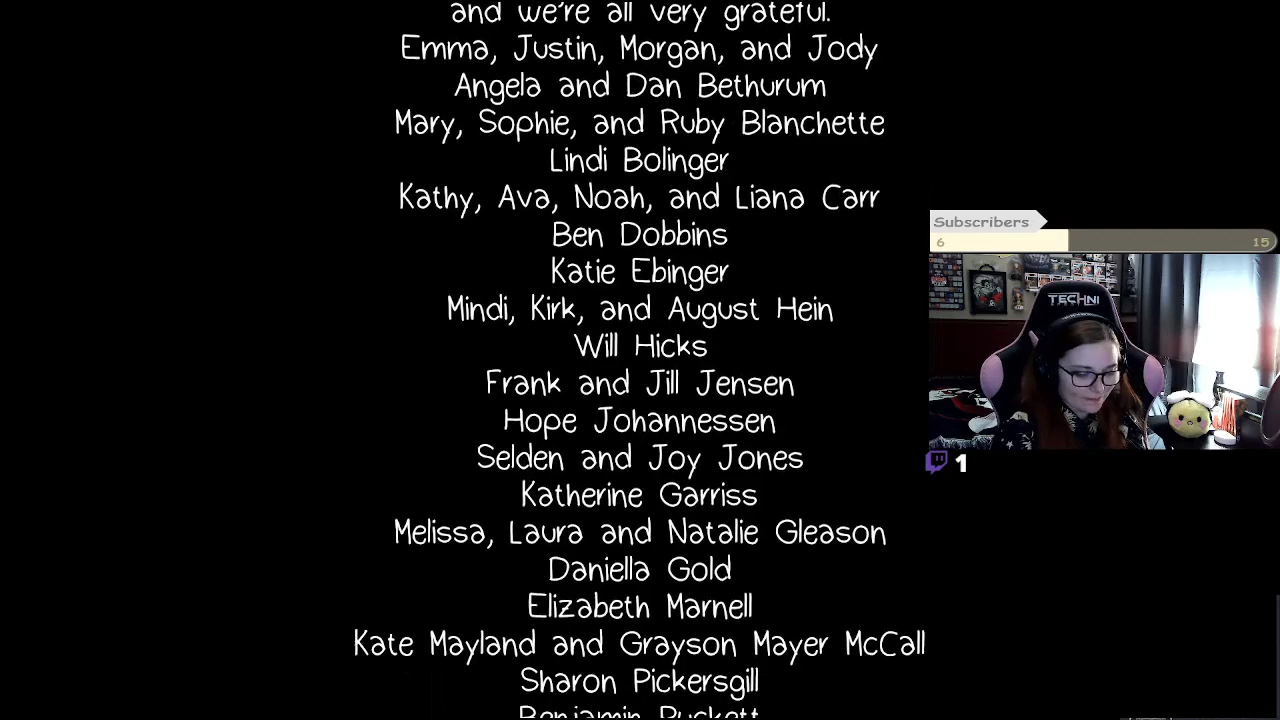 and we're all very grateful.
Emma, Justin, Morgan, and Jody
Angela and Dan Bethurum
Mary, Sophie, and Ruby Blanchette
Lindi Bolinger
Kathy, Ava, Noah, and Liana Carr
Ben Dobbins
Katie Ebinger
Mindi, Kirk, and August Hein
Will Hicks
Frank and Jill Jensen
Hope Johannessen
Selden and Joy Jones
Katherine Garriss
Melissa, Laura and Natalie Gleason
Daniella Gold
Elizabeth Marnell
Kate Mayland and Grayson Mayer McCall
Sharon Pickersgill
Benjamin Puckett
Subscribers
6 15
TECHNI
1